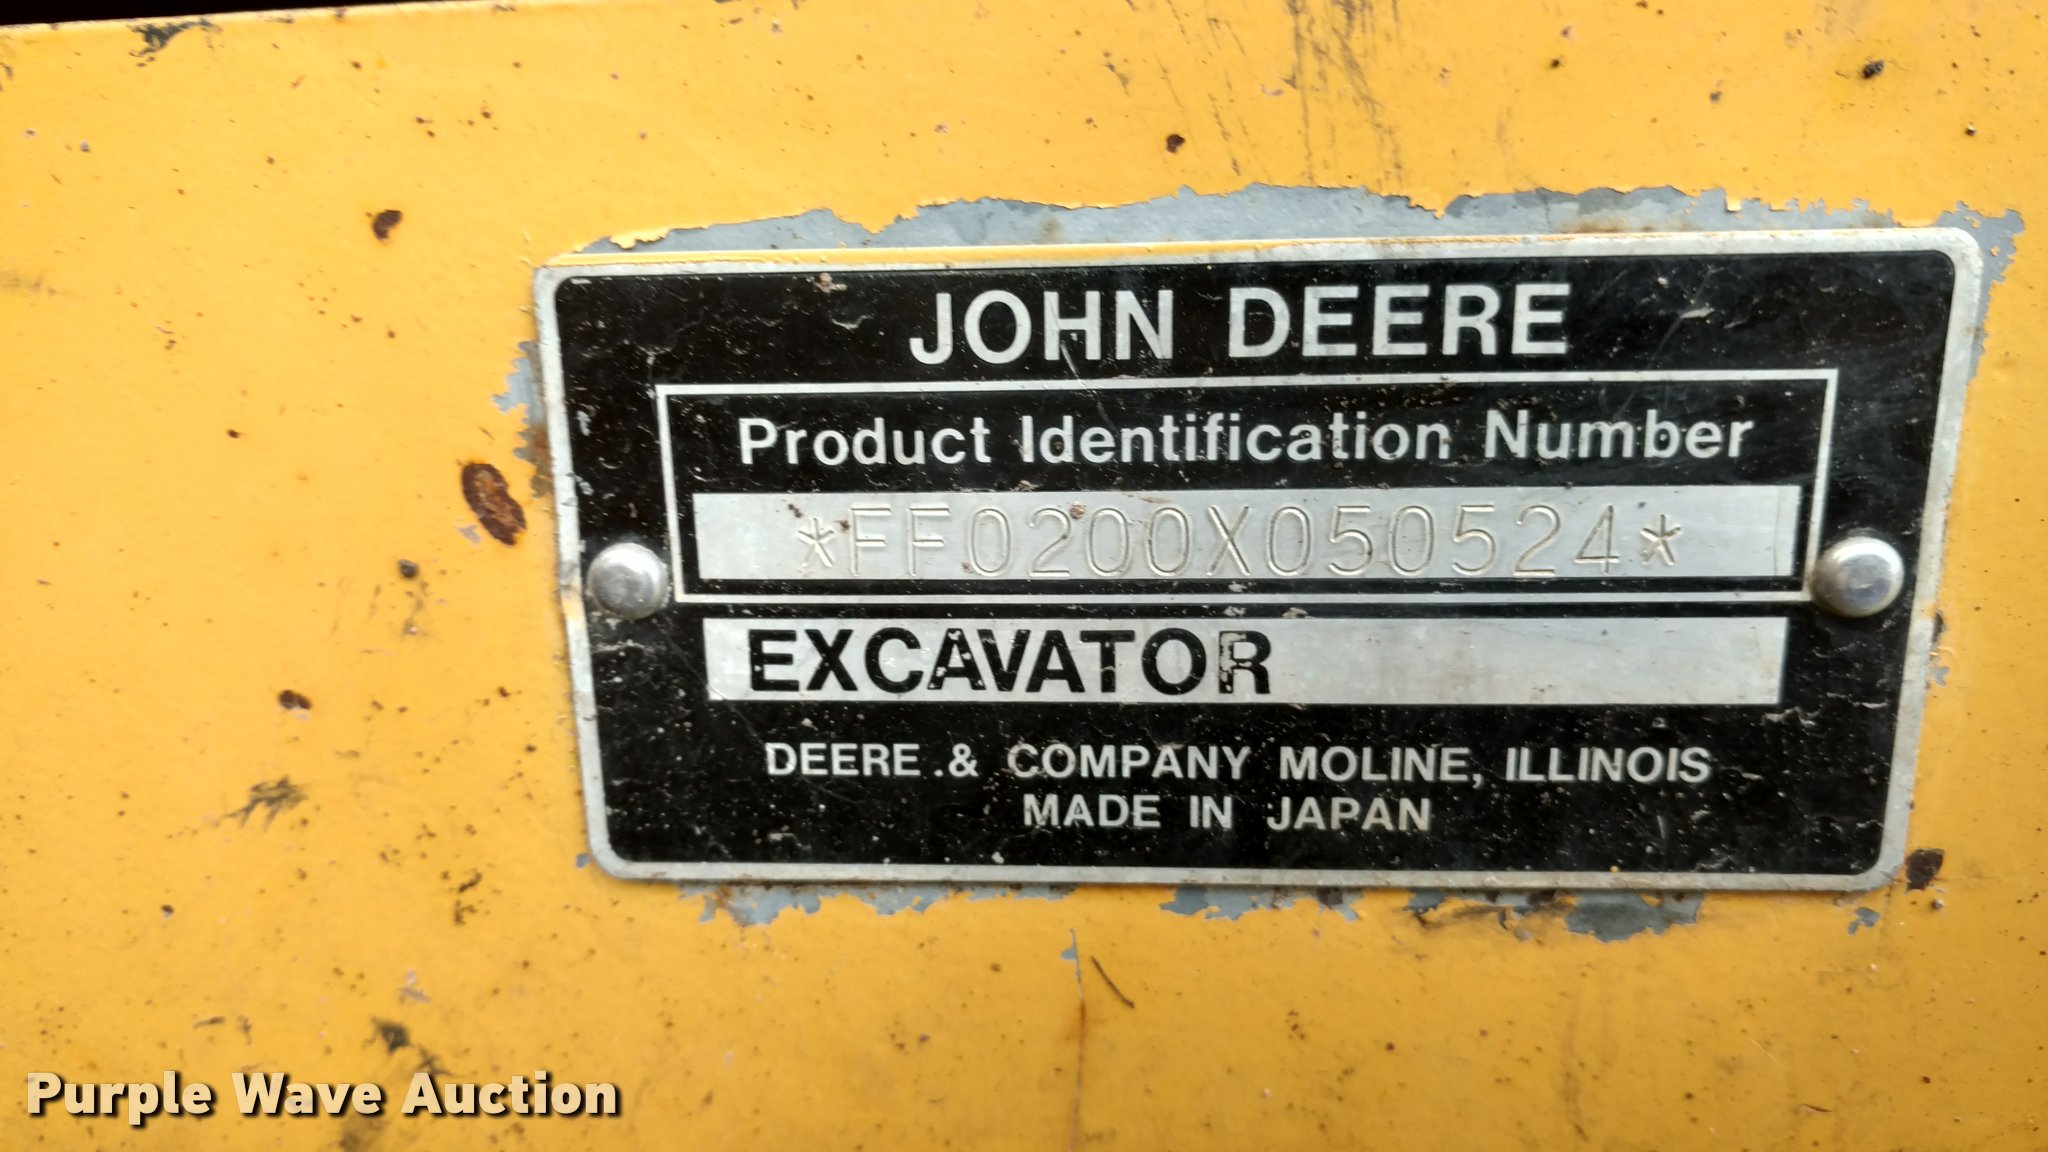 JOHN DEERE
Product Identification Number
*FF0200X050524*
EXCAVATOR
DEERE & COMPANY MOLINE, ILLINOIS
MADE IN JAPAN
Purple Wave Auction